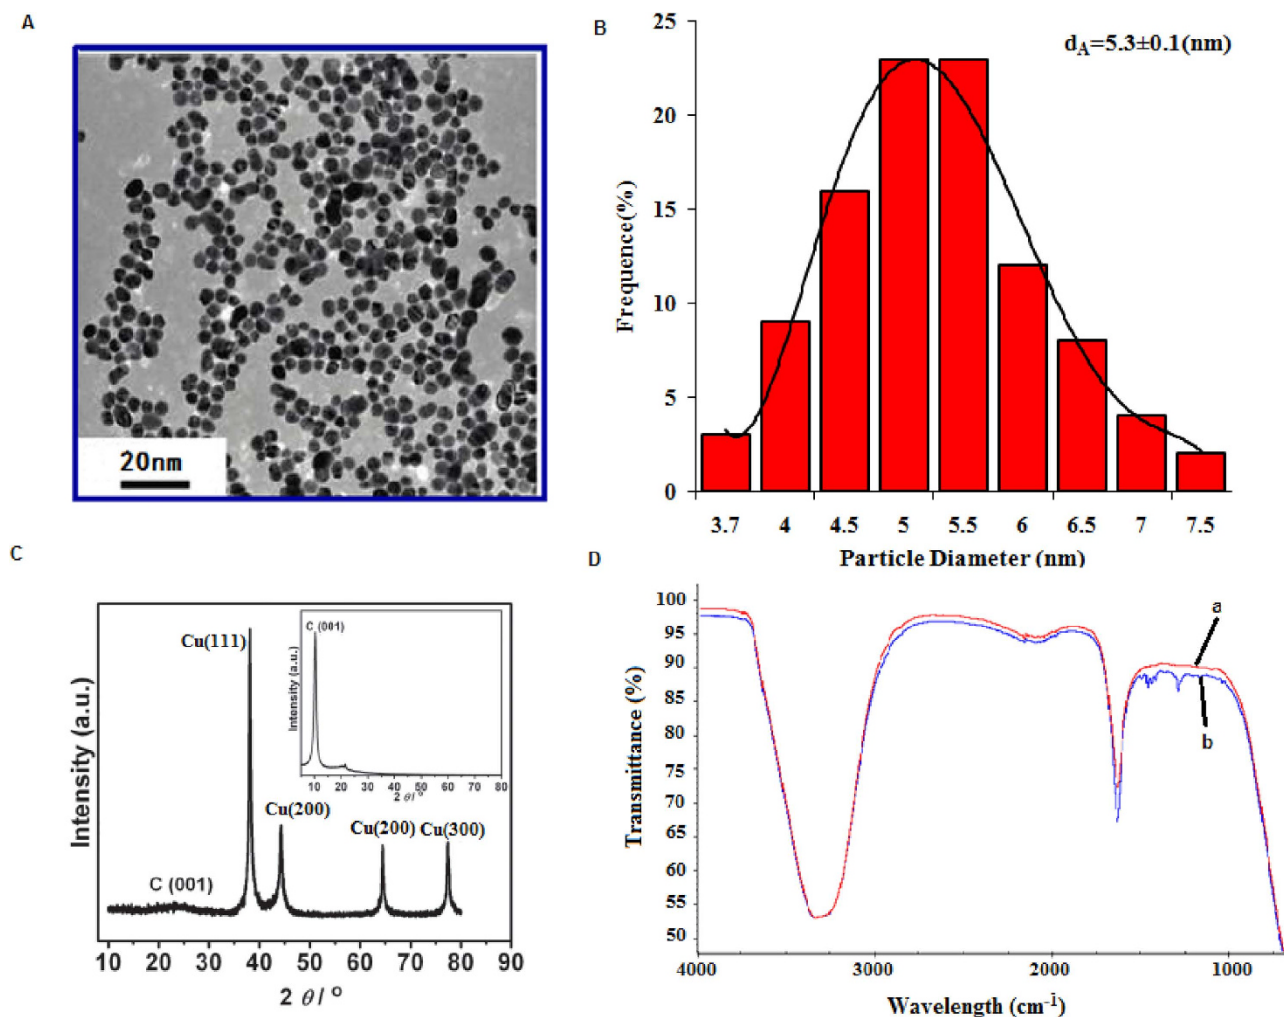 A
20nm
B
d_A=5.3±0.1(nm)
25
20
15
10
5
0
Frequence(%)
3.7 4 4.5 5 5.5 6 6.5 7 7.5
Particle Diameter (nm)
C
Intensity (a.u.)
Cu(111)
Cu(200)
Cu(200)
Cu(300)
C (001)
10 20 30 40 50 60 70 80 90
2 θ/ °
C (001)
Intensity (a.u.)
10 20 30 40 50 60 70 80
2 θ/ °
D
100
95
90
85
80
75
70
65
60
55
50
Transmittance (%)
a
b
4000 3000 2000 1000
Wavelength (cm⁻¹)